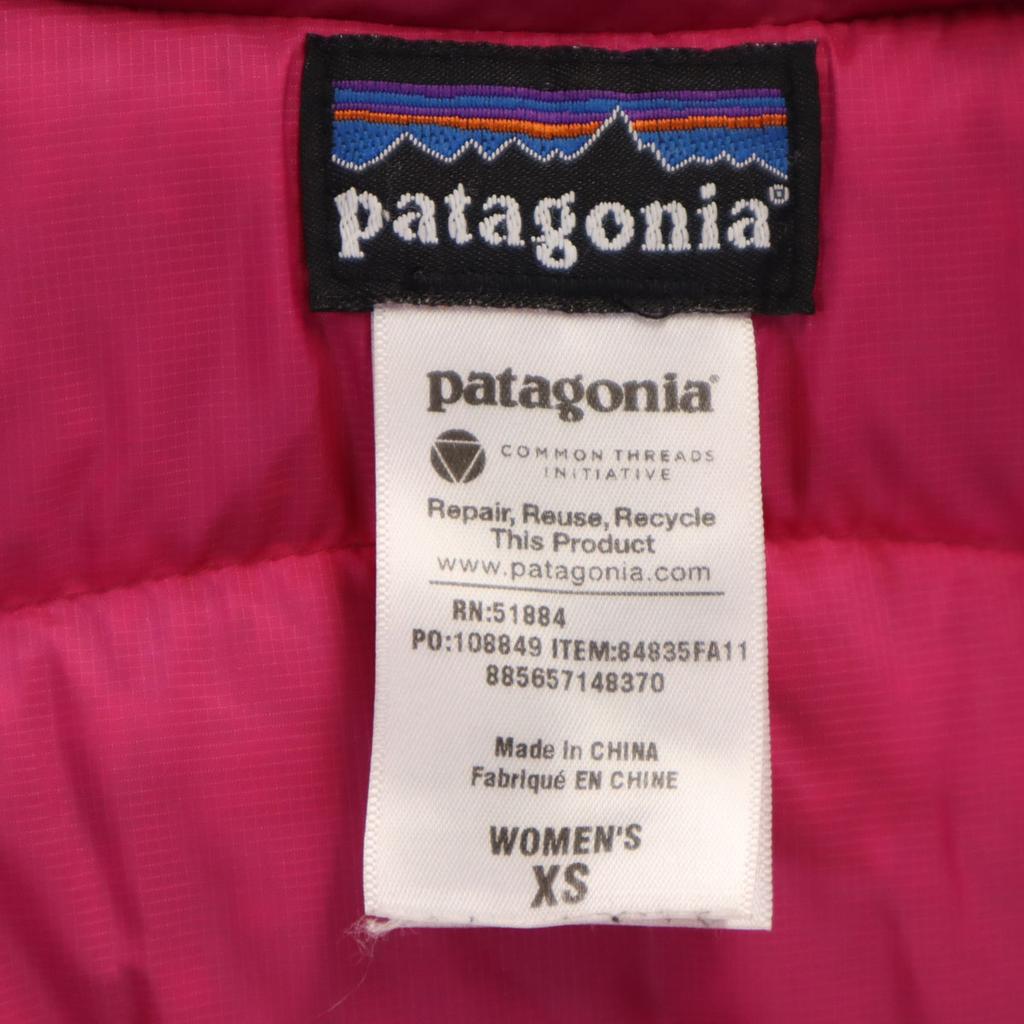 patagonia®
patagonia®
COMMON THREADS
INITIATIVE
Repair, Reuse, Recycle
This Product
www.patagonia.com
RN:51884
PO:108849 ITEM:84835FA11
885657148370
Made in CHINA
Fabriqué EN CHINE
WOMEN'S
XS